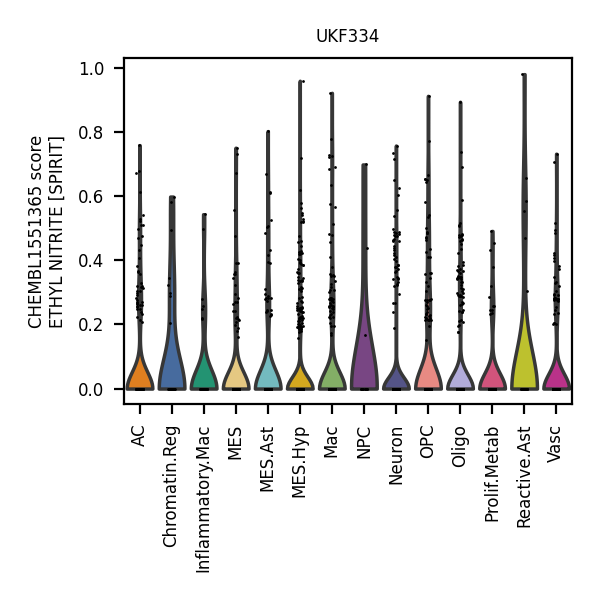 UKF334
CHEMBL1551365 score
ETHYL NITRITE [SPIRIT]
1.0
0.8
0.6
0.4
0.2
0.0
AC
Chromatin.Reg
Inflammatory.Mac
MES
MES.Ast
MES.Hyp
Mac
NPC
Neuron
OPC
Oligo
Prolif.Metab
Reactive.Ast
Vasc